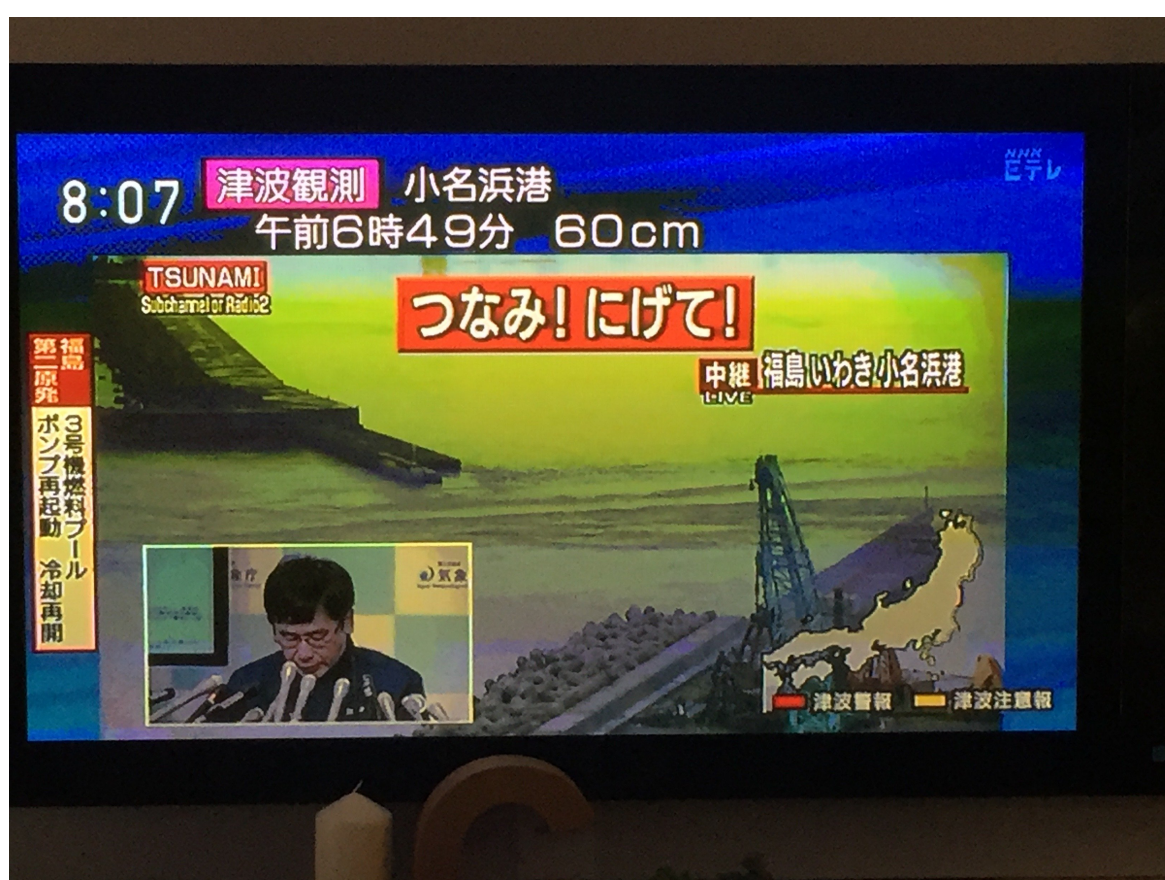 NHK
Eテレ
8:07
津波観測 小名浜港
午前6時49分 60cm
TSUNAMI
Subchannel or Radio2
つなみ！にげて！
中継 福島 いわき 小名浜港
LIVE
福島
第二原発
3号機燃料プール
ポンプ再起動 冷却再開
象庁
気象
津波警報 津波注意報